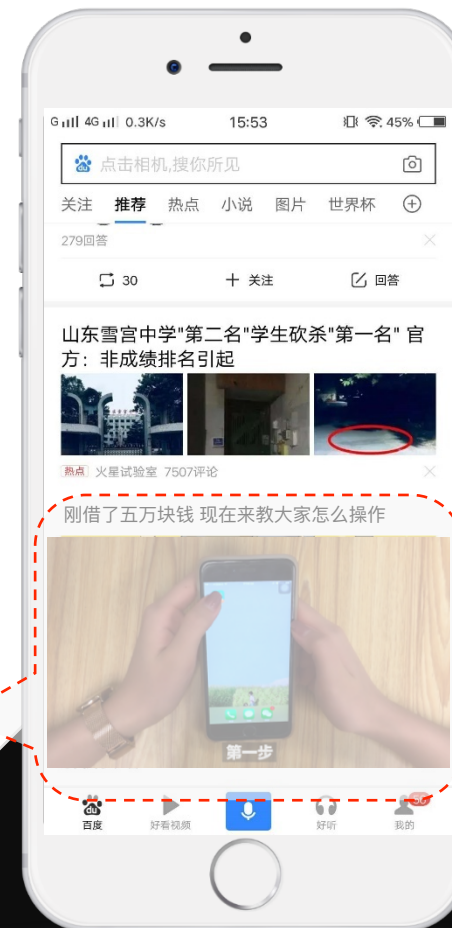 G 4G 0.3K/s 15:53 45%
du 点击相机,搜你所见
关注 推荐 热点 小说 图片 世界杯
279回答
30 关注 回答
山东雪宫中学"第二名"学生砍杀"第一名" 官
方：非成绩排名引起
热点 火星试验室 7507评论
刚借了五万块钱 现在来教大家怎么操作
第一步
du
百度 好看视频 好听 我的